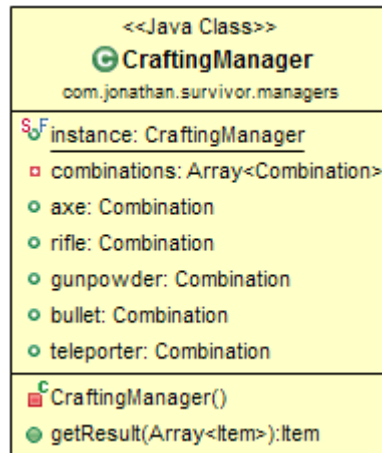 <<Java Class>>
CraftingManager
com.jonathan.survivor.managers
instance: CraftingManager
combinations: Array<Combination>
axe: Combination
rifle: Combination
gunpowder: Combination
bullet: Combination
teleporter: Combination
CraftingManager()
getResult(Array<Item>):Item